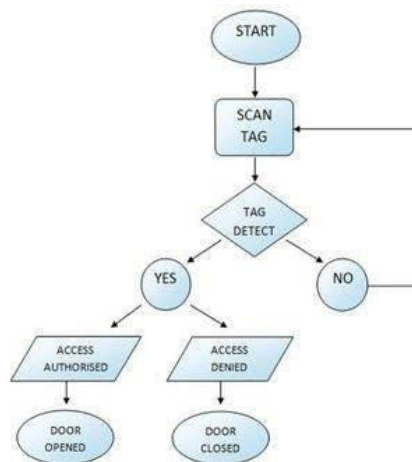 START
SCAN
TAG
TAG
DETECT
YES
NO
ACCESS
AUTHORISED
ACCESS
DENIED
DOOR
OPENED
DOOR
CLOSED